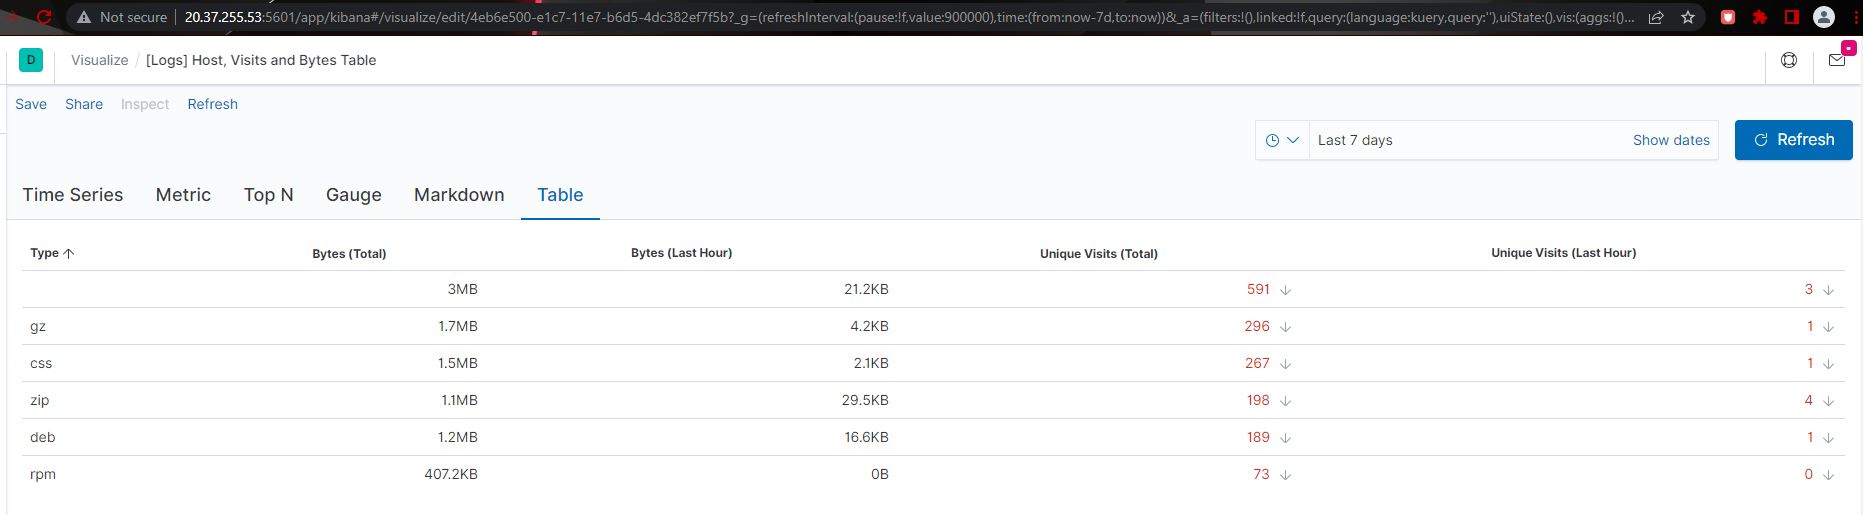 Not secure | 20.37.255.53:5601/app/kibana#/visualize/edit/4eb6e500-e1c7-11e7-b6d5-4dc382ef7f5b?_g=(refreshInterval:(pause:!f,value:900000),time:(from:now-7d,to:now))&_a=(filters:!(),linked:!f,query:(language:kuery,query:''),uiState:(),vis:(aggs:!()...
D Visualize / [Logs] Host, Visits and Bytes Table
Save Share Inspect Refresh
Last 7 days Show dates Refresh
Time Series Metric Top N Gauge Markdown Table
Type ↑ Bytes (Total) Bytes (Last Hour) Unique Visits (Total) Unique Visits (Last Hour)
3MB 21.2KB 591 ↓ 3 ↓
gz 1.7MB 4.2KB 296 ↓ 1 ↓
css 1.5MB 2.1KB 267 ↓ 1 ↓
zip 1.1MB 29.5KB 198 ↓ 4 ↓
deb 1.2MB 16.6KB 189 ↓ 1 ↓
rpm 407.2KB 0B 73 ↓ 0 ↓